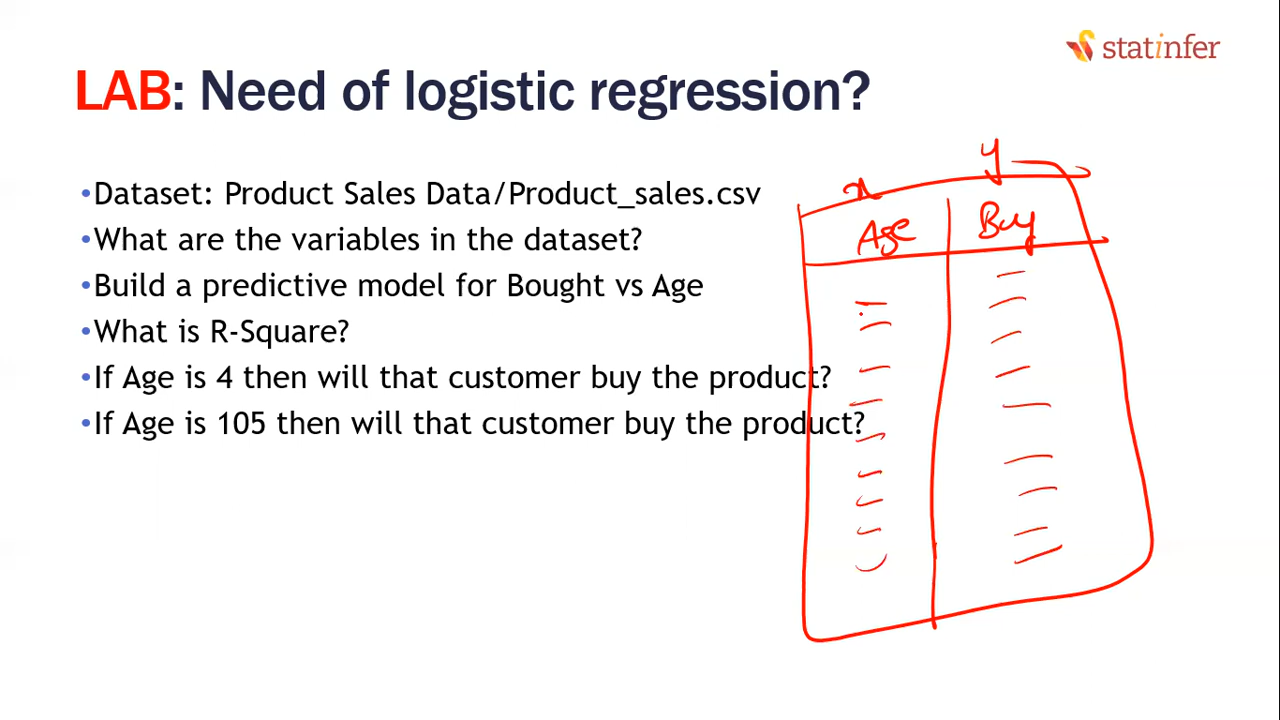 statinfer
LAB: Need of logistic regression?
•Dataset: Product Sales Data/Product_sales.csv
•What are the variables in the dataset?
•Build a predictive model for Bought vs Age
•What is R-Square?
•If Age is 4 then will that customer buy the product?
•If Age is 105 then will that customer buy the product?
x y
Age Buy